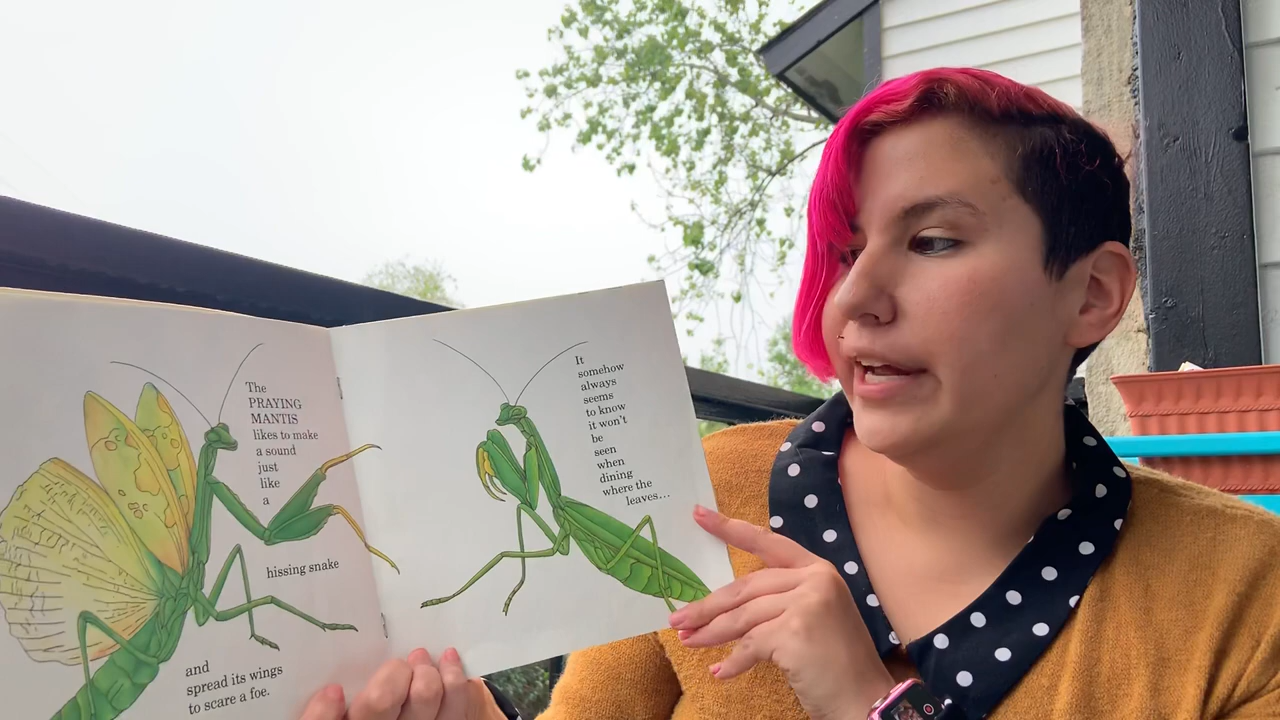 The
PRAYING
MANTIS
likes to make
a sound
just
like
a
hissing snake
and
spread its wings
to scare a foe.
It
somehow
always
seems
to know
it won't
be
seen
when
dining
where the
leaves...